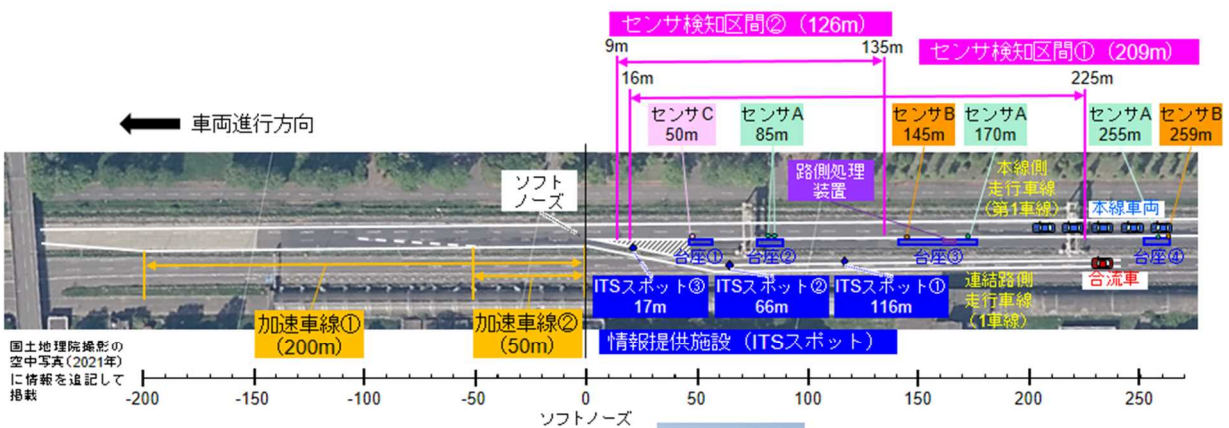 センサ検知区間② (126m)
9m
135m
センサ検知区間① (209m)
16m
225m
車両進行方向
センサC
50m
センサA
85m
センサB
145m
センサA
170m
センサA
255m
センサB
259m
路側処理
装置
本線側
走行車線
(第1車線)
本線車両
ソフト
ノーズ
台座①
台座②
台座③
台座④
ITSスポット③
17m
ITSスポット②
66m
ITSスポット①
116m
連結路側
走行車線
(1車線)
合流車
加速車線①
(200m)
加速車線②
(50m)
情報提供施設 (ITSスポット)
国土地理院撮影の
空中写真(2021年)
に情報を追記して
掲載
-200
-150
-100
-50
0
50
100
150
200
250
ソフトノーズ